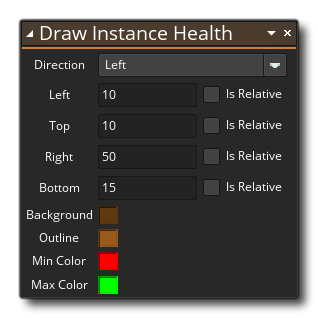 Draw Instance Health
Direction Left
Left 10 Is Relative
Top 10 Is Relative
Right 50 Is Relative
Bottom 15 Is Relative
Background
Outline
Min Color
Max Color